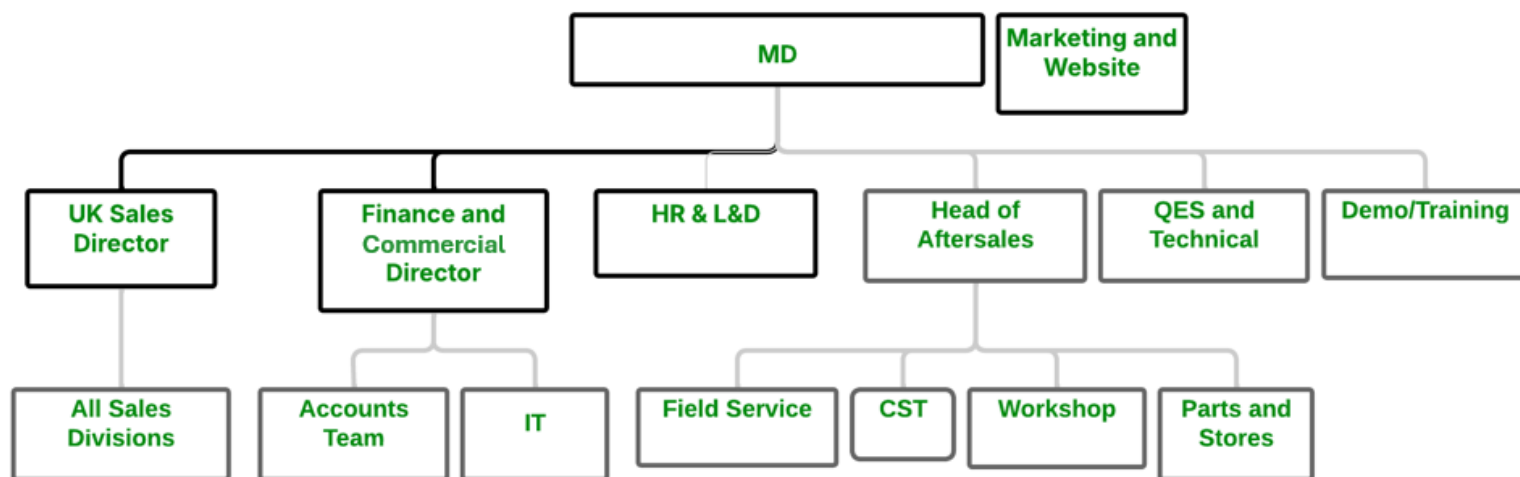 MD
Marketing and
Website
UK Sales
Director
Finance and
Commercial
Director
HR & L&D
Head of
Aftersales
QES and
Technical
Demo/Training
All Sales
Divisions
Accounts
Team
IT
Field Service
CST
Workshop
Parts and
Stores